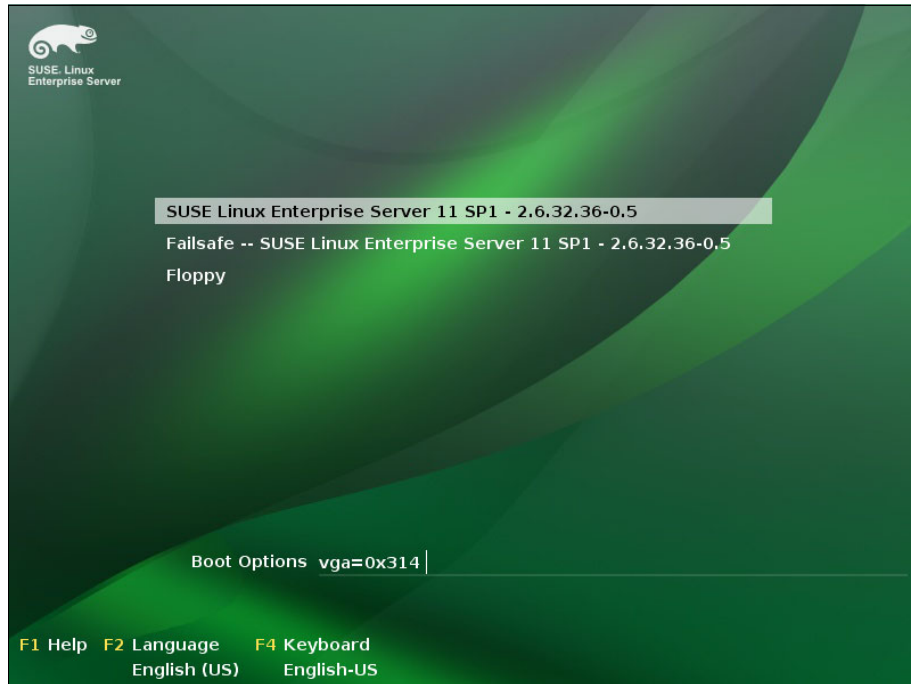 SUSE. Linux
Enterprise Server
SUSE Linux Enterprise Server 11 SP1 - 2.6.32.36-0.5
Failsafe -- SUSE Linux Enterprise Server 11 SP1 - 2.6.32.36-0.5
Floppy
Boot Options vga=0x314
F1 Help F2 Language F4 Keyboard
English (US) English-US